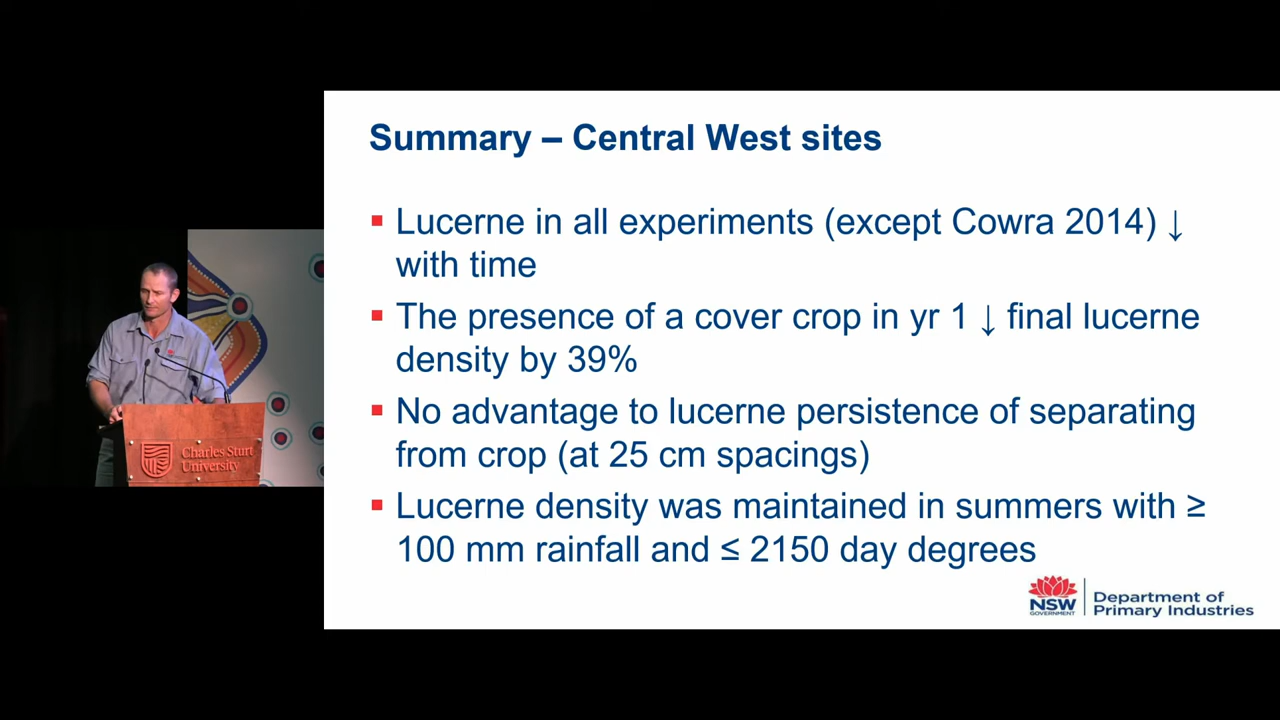 Summary – Central West sites
▪ Lucerne in all experiments (except Cowra 2014) ↓
with time
▪ The presence of a cover crop in yr 1 ↓ final lucerne
density by 39%
▪ No advantage to lucerne persistence of separating
from crop (at 25 cm spacings)
▪ Lucerne density was maintained in summers with ≥
100 mm rainfall and ≤ 2150 day degrees
NSW
GOVERNMENT
Department of
Primary Industries
Charles Sturt
University